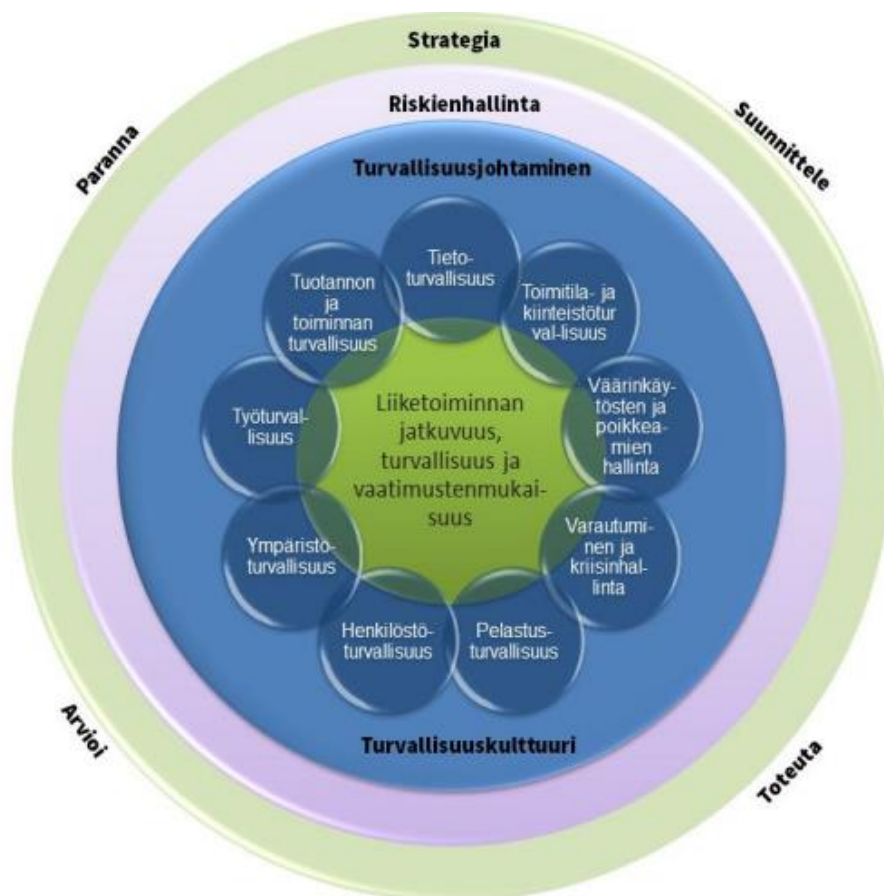 Strategia
Riskienhallinta
Turvallisuusjohtaminen
Paranna
Suunnittele
Tieto-
turvallisuus
Toimitila- ja
kiinteistötur
val-lisuus
Väärinkäy-
tösten ja
poikkea-
mien
hallinta
Varautumi-
nen ja
kriisinhal-
linta
Pelastus-
turvallisuus
Henkilöstö-
turvallisuus
Ympäristö-
turvallisuus
Työturval-
lisuus
Tuotannon
ja
toiminnan
turvallisuus
Liiketoiminnan
jatkuvuus,
turvallisuus ja
vaatimustenmukai-
suus
Turvallisuuskulttuuri
Arvioi
Toteuta